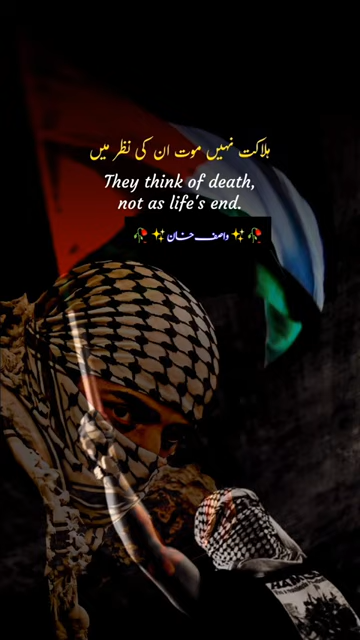 ہلاکت نہیں موت ان کی نظر میں
They think of death,
not as life's end.
🥀✨واصف خان✨🥀